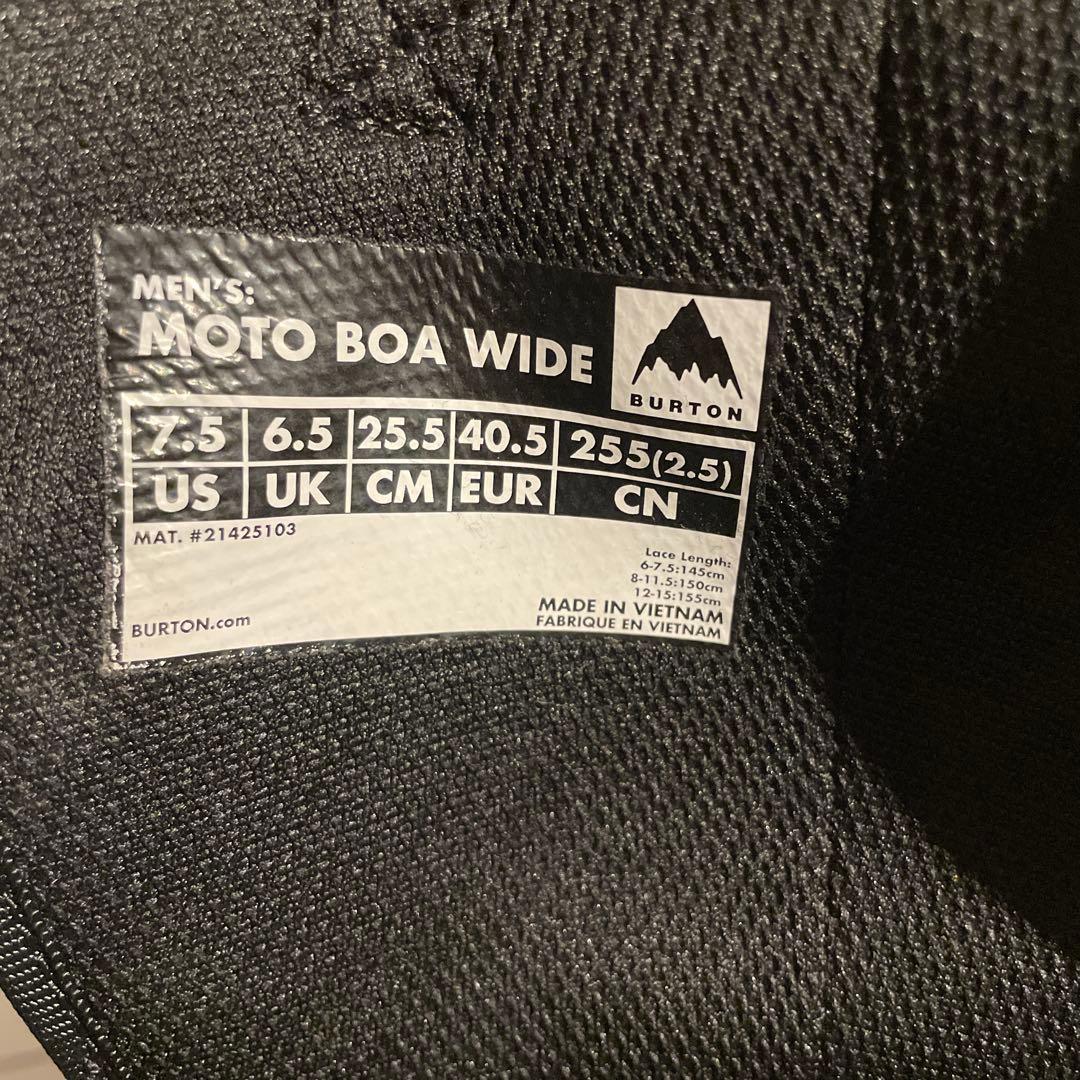 MEN'S:
MOTO BOA WIDE
BURTON
7.5 6.5 25.5 40.5 255(2.5)
US UK CM EUR CN
MAT. #21425103
Lace Length:
6-7.5:145cm
8-11.5:150cm
12-15:155cm
MADE IN VIETNAM
FABRIQUE EN VIETNAM
BURTON.com